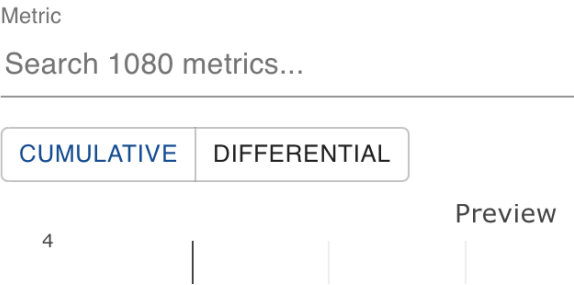 Metric
Search 1080 metrics...
CUMULATIVE DIFFERENTIAL
Preview
4